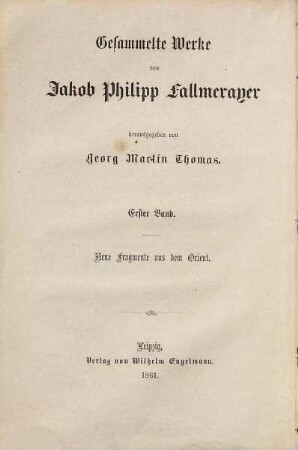 Gesammelte Werke
von
Jakob Philipp Fallmerayer
herausgegeben von
Georg Martin Thomas.
Erster Band.
Neue Fragmente aus dem Orient.
Leipzig,
Verlag von Wilhelm Engelmann.
1861.